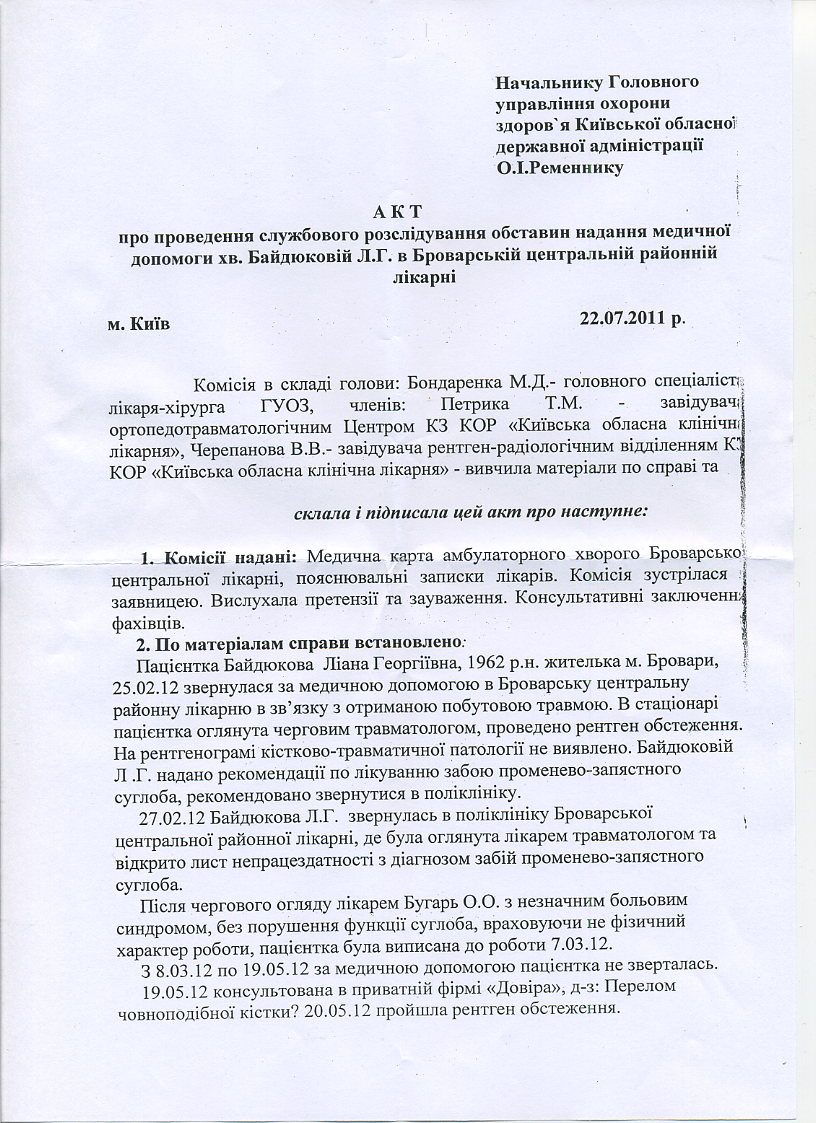 Начальнику Головного
управління охорони
здоров`я Київської обласної
державної адміністрації
О.І.Ременнику
А К Т
про проведення службового розслідування обставин надання медичної
допомоги хв. Байдюковій Л.Г. в Броварській центральній районній
лікарні
м. Київ 22.07.2011 р.
Комісія в складі голови: Бондаренка М.Д.- головного спеціаліста
лікаря-хірурга ГУОЗ, членів: Петрика Т.М. - завідувача
ортопедотравматологічним Центром КЗ КОР «Київська обласна клінічна
лікарня», Черепанова В.В.- завідувача рентген-радіологічним відділенням КЗ
КОР «Київська обласна клінічна лікарня» - вивчила матеріали по справі та
склала і підписала цей акт про наступне:
1. Комісії надані: Медична карта амбулаторного хворого Броварсько
центральної лікарні, пояснювальні записки лікарів. Комісія зустрілася
заявницею. Вислухала претензії та зауваження. Консультативні заключення
фахівців.
2. По матеріалам справи встановлено:
Пацієнтка Байдюкова Ліана Георгіївна, 1962 р.н. жителька м. Бровари,
25.02.12 звернулася за медичною допомогою в Броварську центральну
районну лікарню в зв’язку з отриманою побутовою травмою. В стаціонарі
пацієнтка оглянута черговим травматологом, проведено рентген обстеження.
На рентгенограмі кістково-травматичної патології не виявлено. Байдюковій
Л .Г. надано рекомендації по лікуванню забою променево-запястного
суглоба, рекомендовано звернутися в поліклініку.
27.02.12 Байдюкова Л.Г. звернулась в поліклініку Броварської
центральної районної лікарні, де була оглянута лікарем травматологом та
відкрито лист непрацездатності з діагнозом забій променево-запястного
суглоба.
Після чергового огляду лікарем Бугарь О.О. з незначним больовим
синдромом, без порушення функції суглоба, враховуючи не фізичний
характер роботи, пацієнтка була виписана до роботи 7.03.12.
З 8.03.12 по 19.05.12 за медичною допомогою пацієнтка не зверталась.
19.05.12 консультована в приватній фірмі «Довіра», д-з: Перелом
човноподібної кістки? 20.05.12 пройшла рентген обстеження.